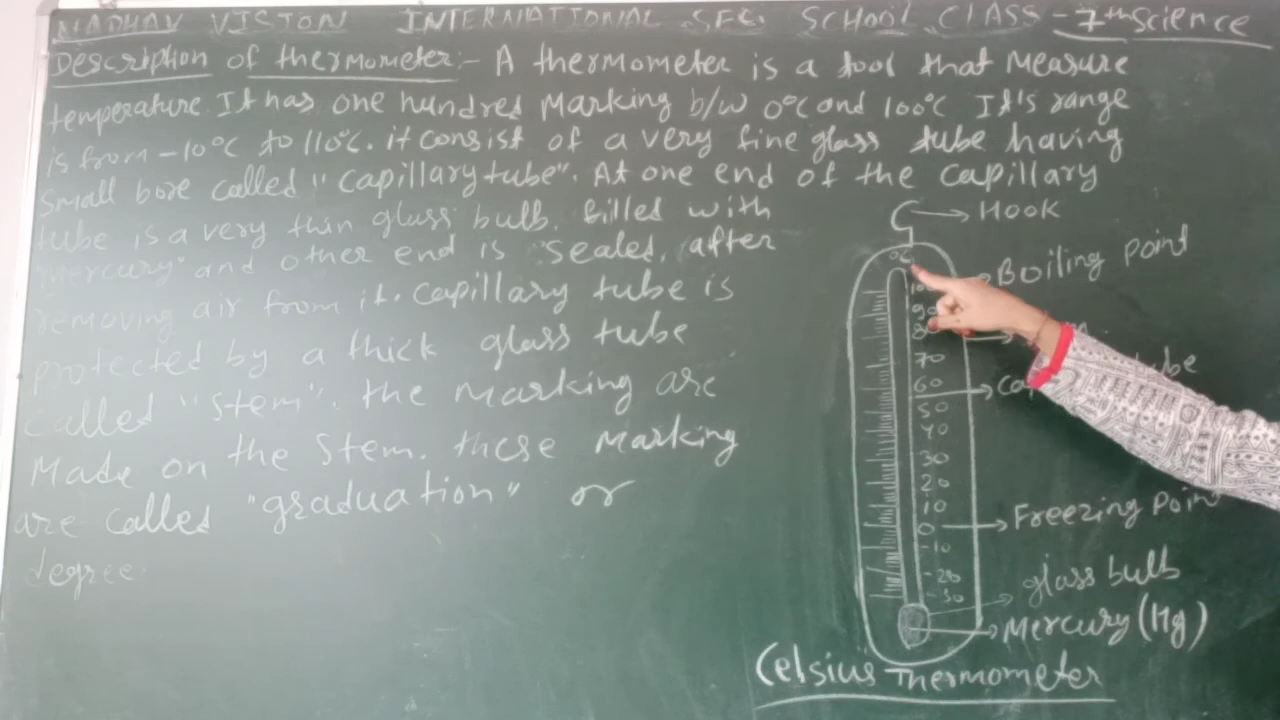 MADHAV VISION INTERNATIONAL SEC. SCHOOL CLASS - 7th Science
Description of thermometer:- A thermometer is a tool that Measure
temperature. It has one hundred Marking b/w 0°C and 100°C It's range
is from -10°C to 110°C. it consist of a very fine glass tube having
Small bore called "capillary tube". At one end of the capillary
tube is a very thin glass bulb. filled with
"mercury" and other end is sealed, after
removing air from it. capillary tube is
protected by a thick glass tube
called "stem". the marking are
Made on the Stem. these Marking
are called "graduation" or
degree
Hook
°C
Boiling point
90
70
60
50
40
30
20
10
0
-10
-20
-30
tube
Freezing Point
glass bulb
Mercury (Hg)
Celsius Thermometer